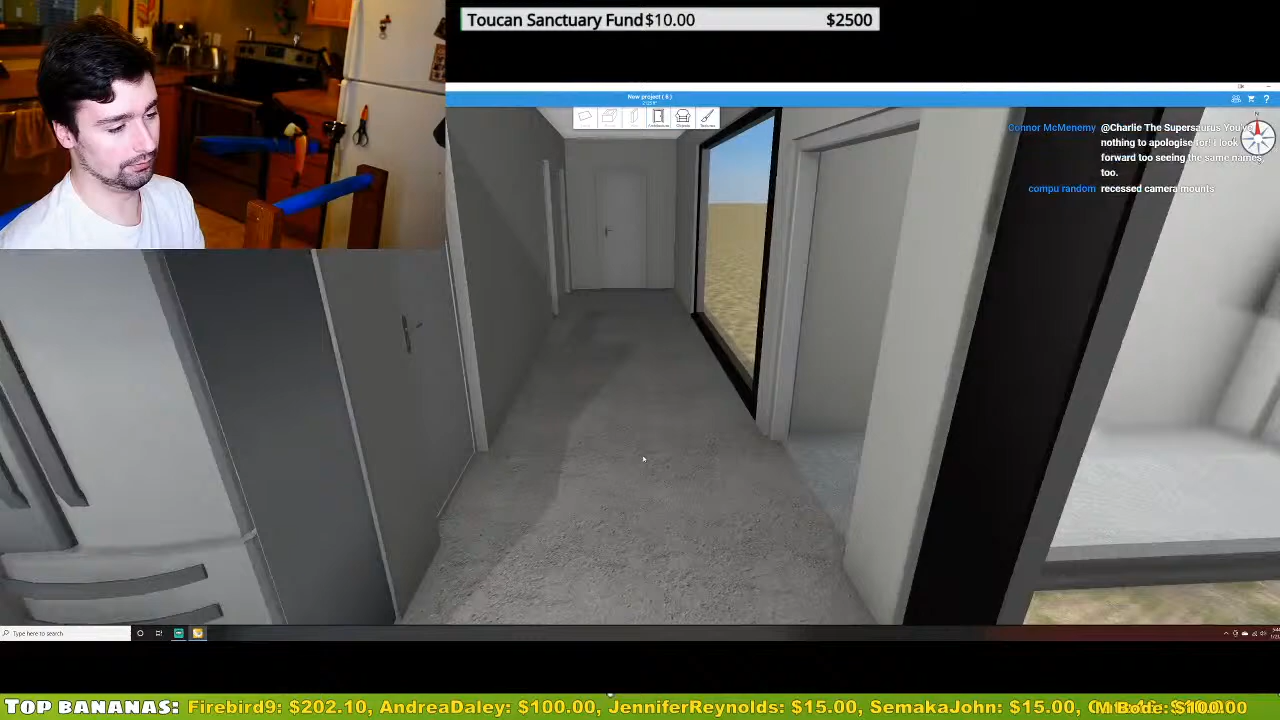 Toucan Sanctuary Fund $10.00 $2500
New project ( 6 )
Connor McMenemy @Charlie The Supersaurus
nothing to apologise for! I look
forward too seeing the same names,
too.
compu random recessed camera mounts
Type here to search
TOP BANANAS: Firebird9: $202.10, AndreaDaley: $100.00, JenniferReynolds: $15.00, SemakaJohn: $15.00,